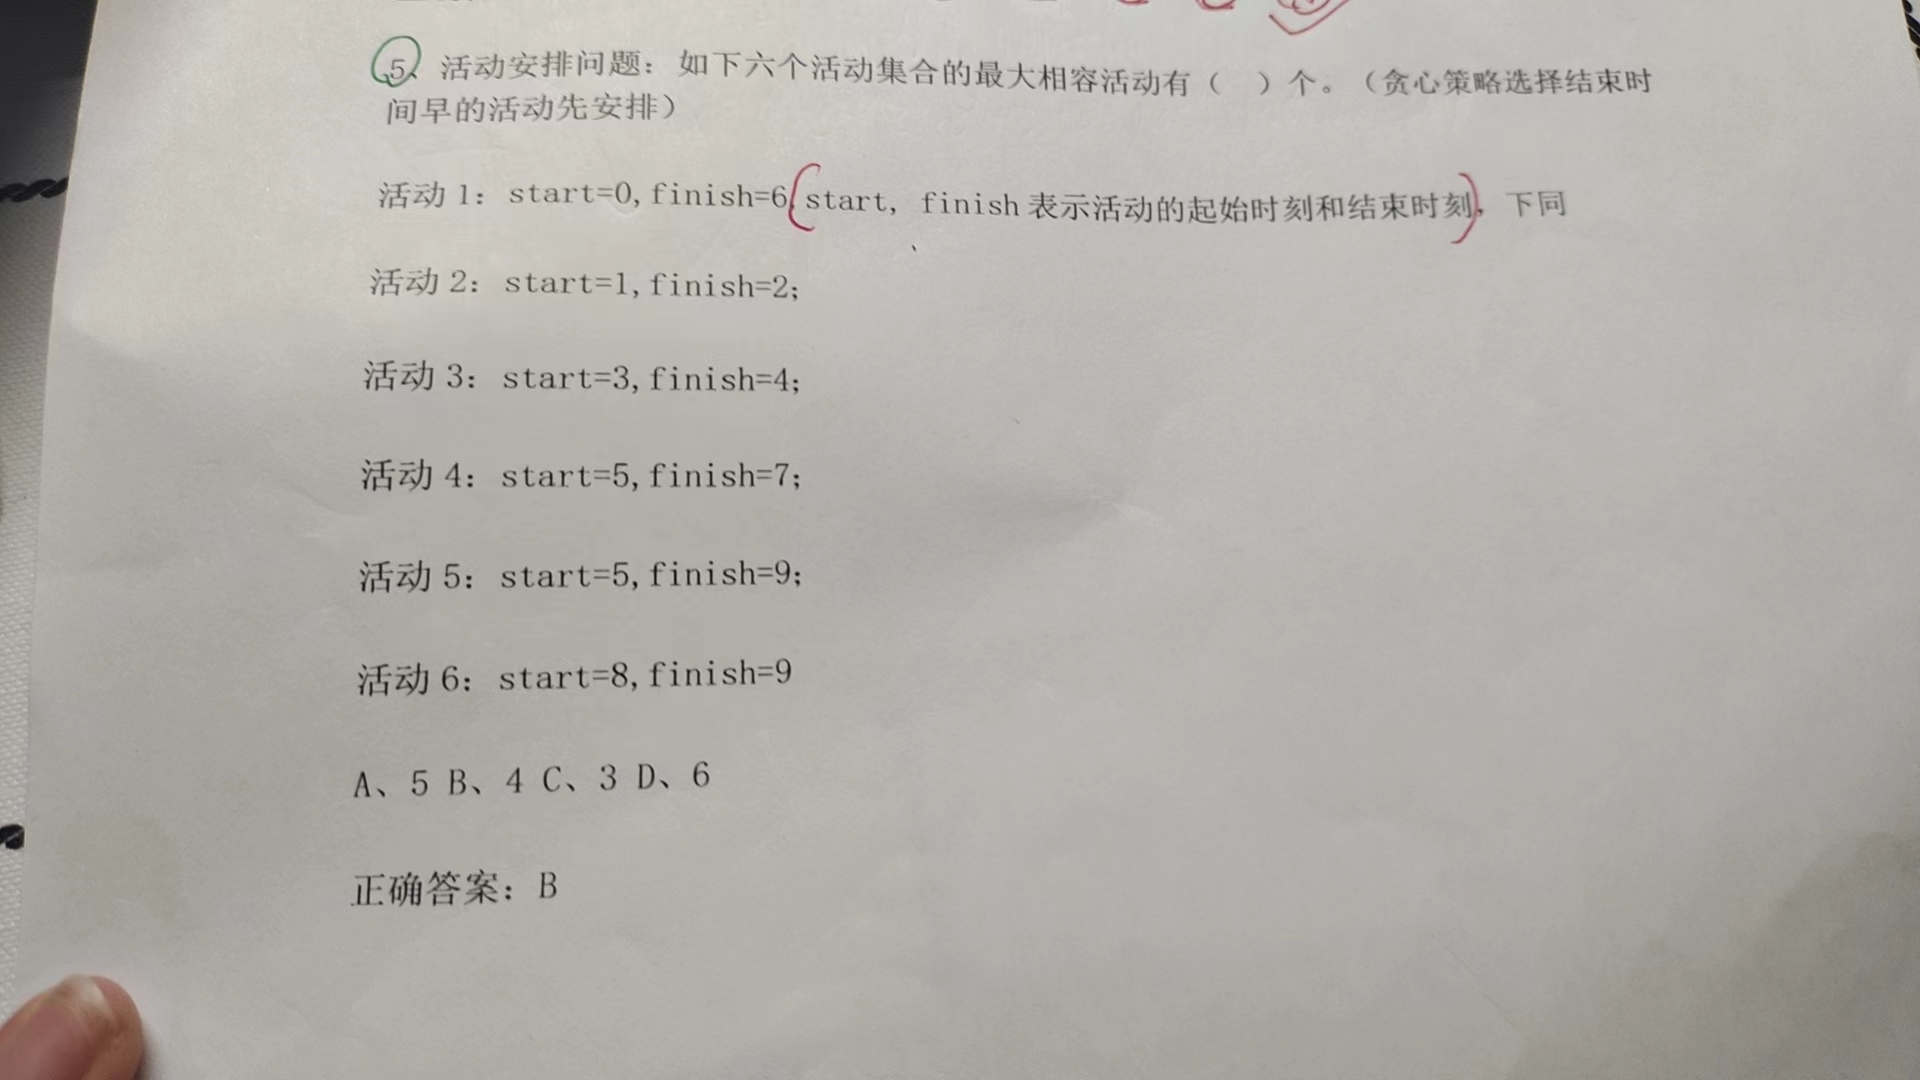 5、活动安排问题：如下六个活动集合的最大相容活动有（ ）个。（贪心策略选择结束时
间早的活动先安排）
活动 1：start=0,finish=6(start, finish 表示活动的起始时刻和结束时刻)，下同
活动 2：start=1,finish=2;
活动 3：start=3,finish=4;
活动 4：start=5,finish=7;
活动 5：start=5,finish=9;
活动 6：start=8,finish=9
A、5 B、4 C、3 D、6
正确答案：B